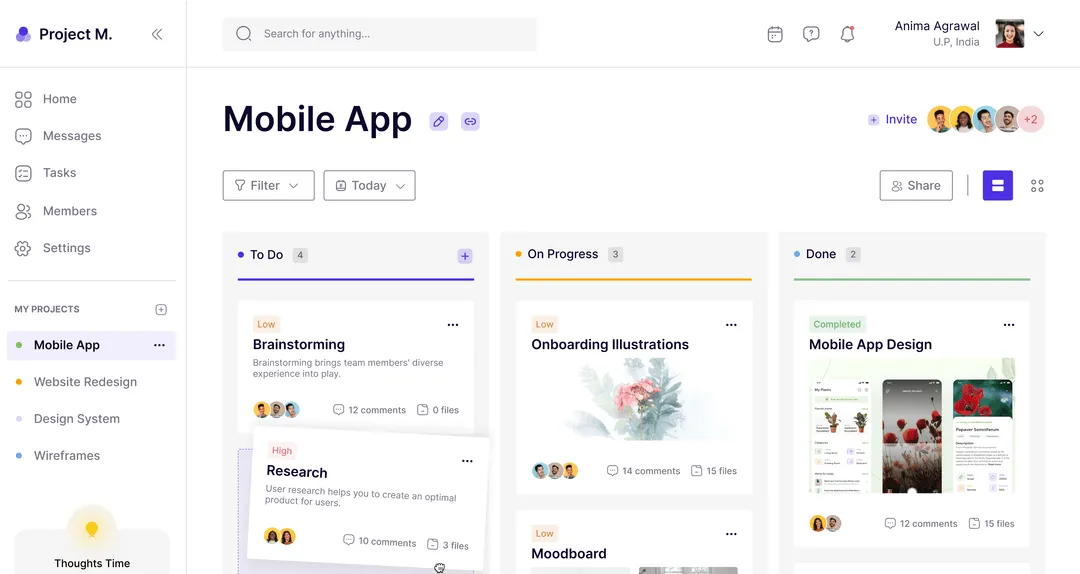 Project M.
Search for anything...
Anima Agrawal
U.P, India
Home
Messages
Tasks
Members
Settings
MY PROJECTS
Mobile App
Website Redesign
Design System
Wireframes
Thoughts Time
Mobile App
Invite
+2
Filter
Today
Share
To Do 4
Low
Brainstorming
Brainstorming brings team members' diverse
experience into play.
12 comments
0 files
High
Research
User research helps you to create an optimal
product for users.
10 comments
3 files
On Progress 3
Low
Onboarding Illustrations
14 comments
15 files
Low
Moodboard
Done 2
Completed
Mobile App Design
My Plants
Papaver Somniferum
12 comments
15 files